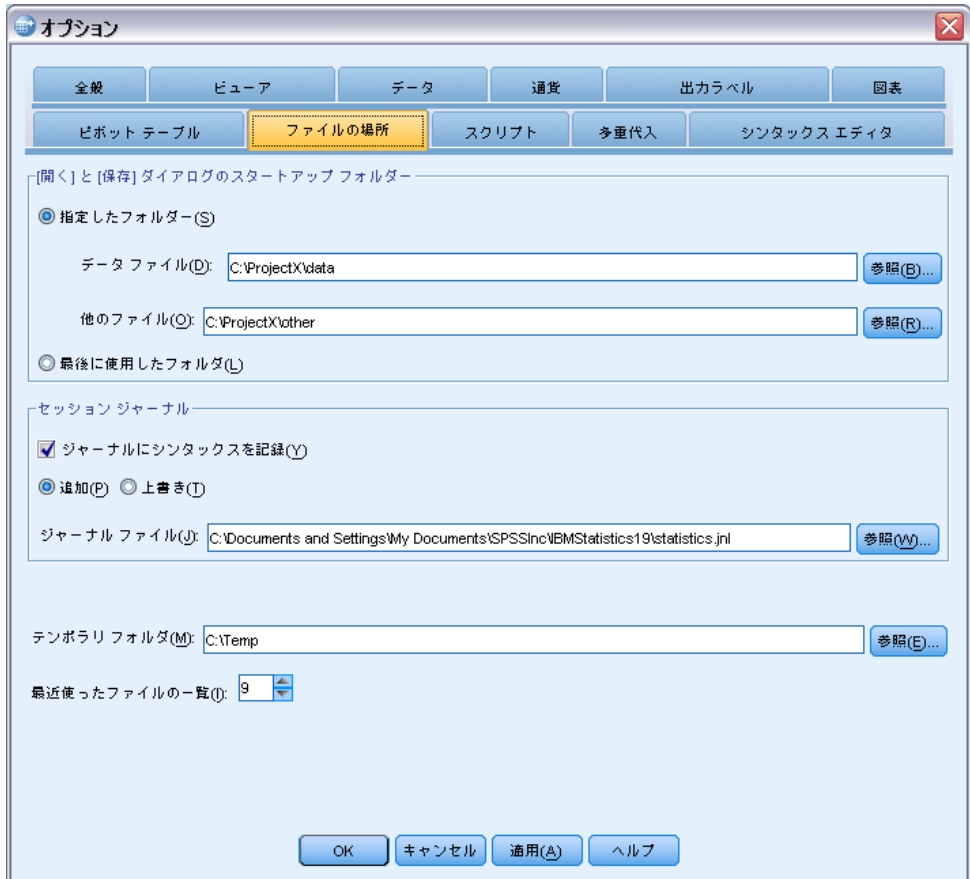 オプション
全般 ビューア データ 通貨 出力ラベル 図表
ピボット テーブル ファイルの場所 スクリプト 多重代入 シンタックス エディタ
[開く] と [保存] ダイアログのスタートアップ フォルダー
指定したフォルダー(S)
データ ファイル(D): C:\ProjectX\data 参照(B)...
他のファイル(O): C:\ProjectX\other 参照(R)...
最後に使用したフォルダ(L)
セッション ジャーナル
ジャーナルにシンタックスを記録(Y)
追加(P) 上書き(T)
ジャーナル ファイル(J): C:\Documents and Settings\My Documents\SPSSInc\IBMStatistics19\statistics.jnl 参照(W)...
テンポラリ フォルダ(M): C:\Temp 参照(E)...
最近使ったファイルの一覧(I): 9
OK キャンセル 適用(A) ヘルプ